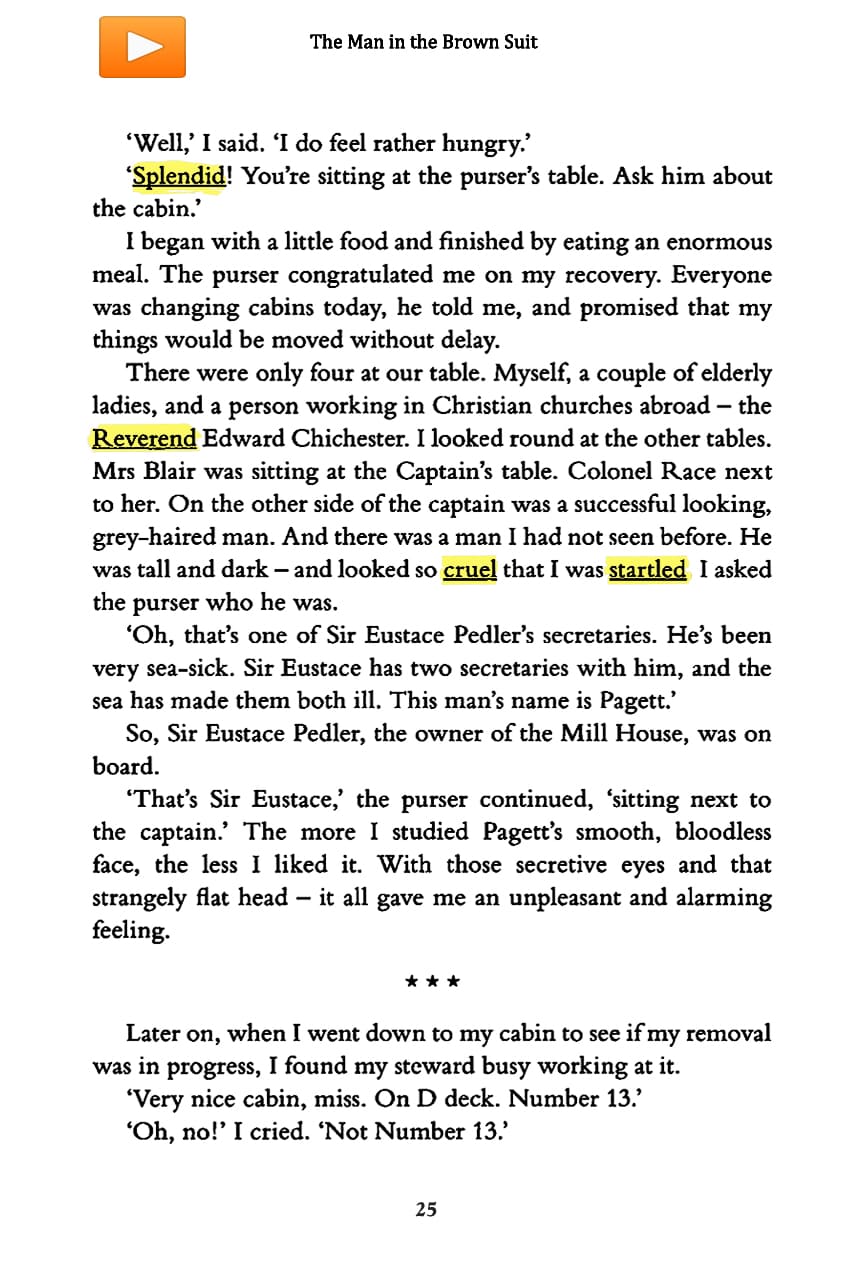 The Man in the Brown Suit
‘Well,’ I said. ‘I do feel rather hungry.’
‘Splendid! You’re sitting at the purser’s table. Ask him about
the cabin.’
I began with a little food and finished by eating an enormous
meal. The purser congratulated me on my recovery. Everyone
was changing cabins today, he told me, and promised that my
things would be moved without delay.
There were only four at our table. Myself, a couple of elderly
ladies, and a person working in Christian churches abroad – the
Reverend Edward Chichester. I looked round at the other tables.
Mrs Blair was sitting at the Captain’s table. Colonel Race next
to her. On the other side of the captain was a successful looking,
grey-haired man. And there was a man I had not seen before. He
was tall and dark – and looked so cruel that I was startled. I asked
the purser who he was.
‘Oh, that’s one of Sir Eustace Pedler’s secretaries. He’s been
very sea-sick. Sir Eustace has two secretaries with him, and the
sea has made them both ill. This man’s name is Pagett.’
So, Sir Eustace Pedler, the owner of the Mill House, was on
board.
‘That’s Sir Eustace,’ the purser continued, ‘sitting next to
the captain.’ The more I studied Pagett’s smooth, bloodless
face, the less I liked it. With those secretive eyes and that
strangely flat head – it all gave me an unpleasant and alarming
feeling.
★ ★ ★
Later on, when I went down to my cabin to see if my removal
was in progress, I found my steward busy working at it.
‘Very nice cabin, miss. On D deck. Number 13.’
‘Oh, no!’ I cried. ‘Not Number 13.’
25